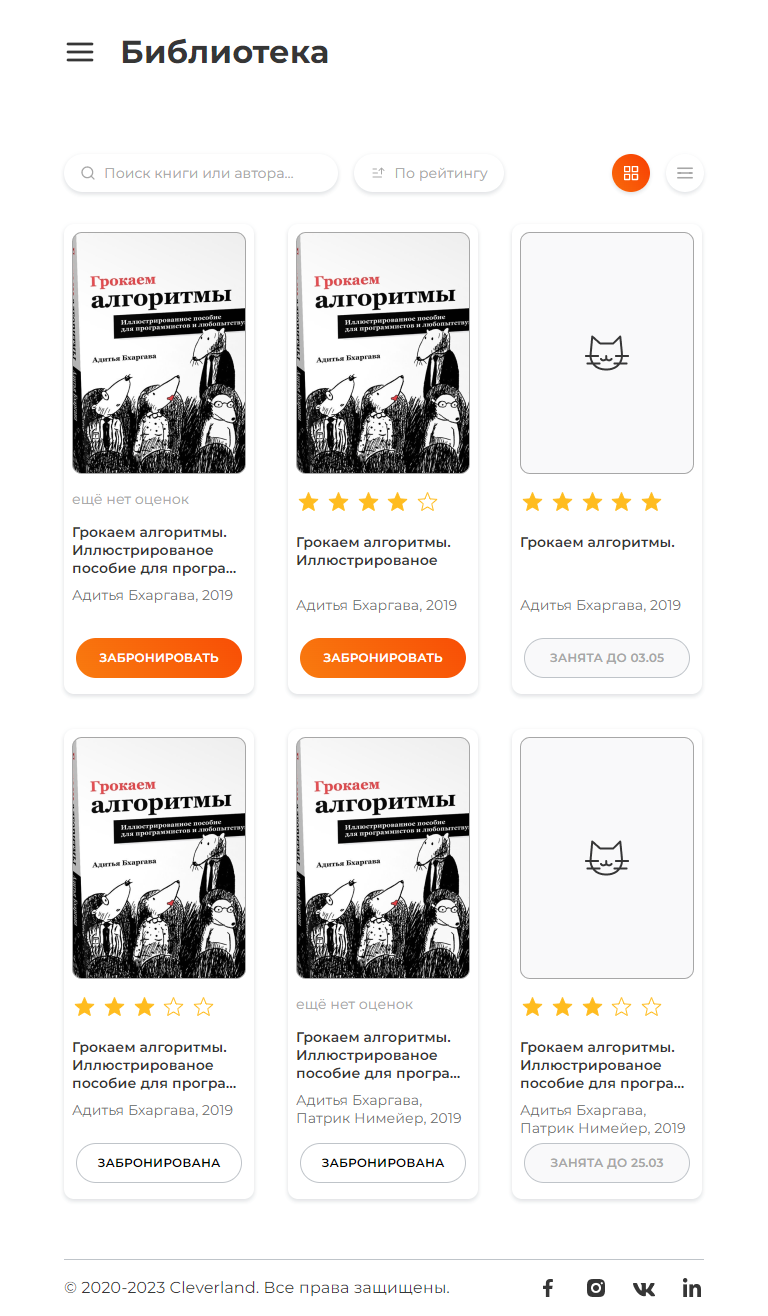 Библиотека
Поиск книги или автора...
По рейтингу
Грокаем
алгоритмы
Иллюстрированное пособие
для программистов и любопытству
Адитья Бхаргава
Грокаем
алгоритмы
Иллюстрированное пособие
для программистов и любопытству
Адитья Бхаргава
ещё нет оценок
Грокаем алгоритмы.
Иллюстрированое
пособие для програ...
Адитья Бхаргава, 2019
ЗАБРОНИРОВАТЬ
Грокаем алгоритмы.
Иллюстрированое
Адитья Бхаргава, 2019
ЗАБРОНИРОВАТЬ
Грокаем алгоритмы.
Адитья Бхаргава, 2019
ЗАНЯТА ДО 03.05
Грокаем
алгоритмы
Иллюстрированное пособие
для программистов и любопытству
Адитья Бхаргава
Грокаем
алгоритмы
Иллюстрированное пособие
для программистов и любопытству
Адитья Бхаргава
Грокаем алгоритмы.
Иллюстрированое
пособие для програ...
Адитья Бхаргава, 2019
ЗАБРОНИРОВАНА
ещё нет оценок
Грокаем алгоритмы.
Иллюстрированое
пособие для програ...
Адитья Бхаргава,
Патрик Нимейер, 2019
ЗАБРОНИРОВАНА
Грокаем алгоритмы.
Иллюстрированое
пособие для програ...
Адитья Бхаргава,
Патрик Нимейер, 2019
ЗАНЯТА ДО 25.03
© 2020-2023 Cleverland. Все права защищены.